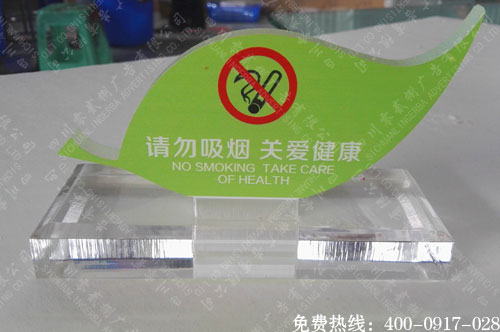 请勿吸烟 关爱健康
NO SMOKING TAKE CARE
OF HEALTH
免费热线：400-0917-028